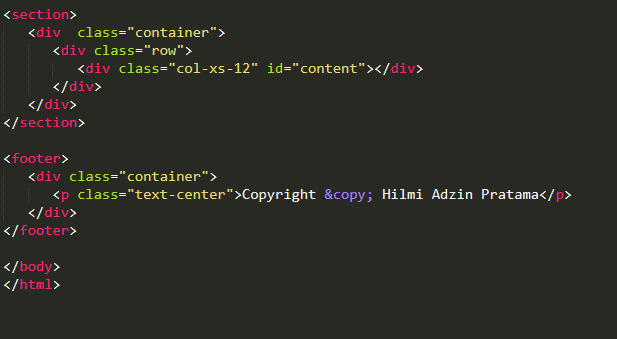 <section>
<div  class="container">
<div class="row">
<div class="col-xs-12" id="content"></div>
</div>
</div>
</section>
<footer>
<div class="container">
<p class="text-center">Copyright &copy; Hilmi Adzin Pratama</p>
</div>
</footer>
</body>
</html>